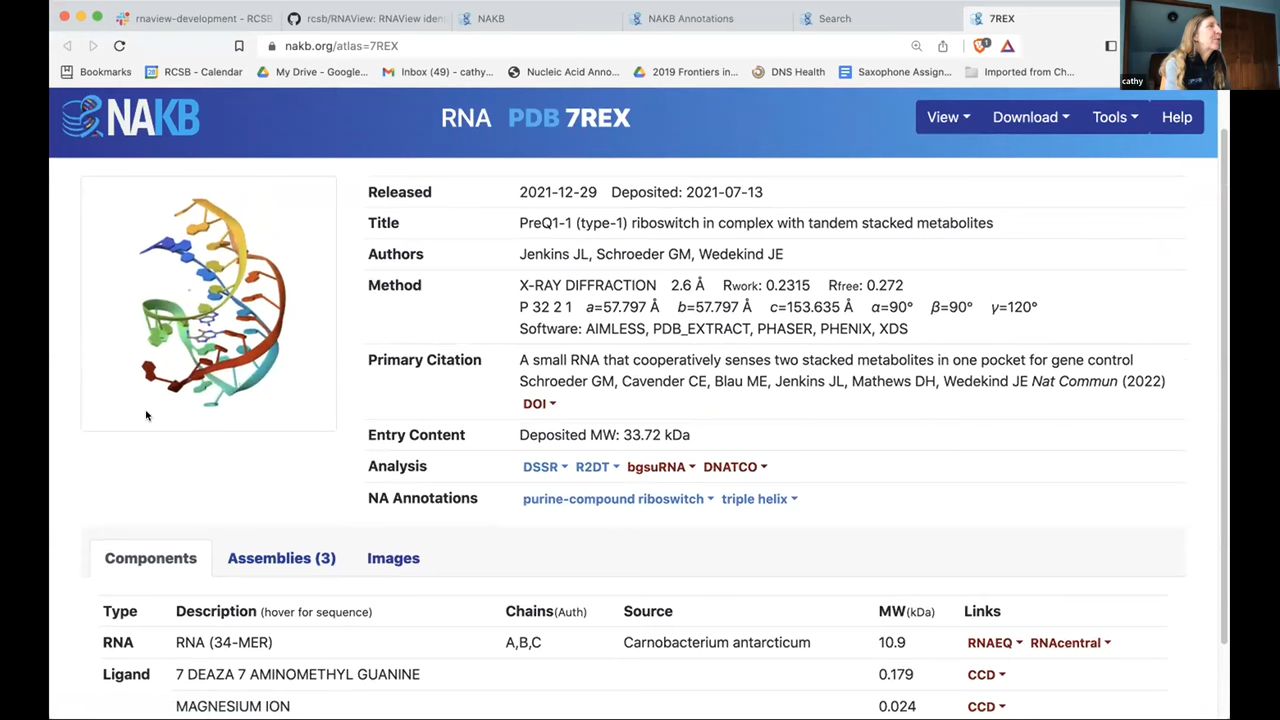 rnaview-development - RCSB
rcsb/RNAView: RNAView iden
NAKB
NAKB Annotations
Search
7REX
nakb.org/atlas=7REX
1
Bookmarks
RCSB - Calendar
My Drive - Google...
Inbox (49) - cathy...
Nucleic Acid Anno...
2019 Frontiers in...
DNS Health
Saxophone Assign...
Imported from Ch...
cathy
NAKB
RNA PDB 7REX
View
Download
Tools
Help
Released 2021-12-29 Deposited: 2021-07-13
Title PreQ1-1 (type-1) riboswitch in complex with tandem stacked metabolites
Authors Jenkins JL, Schroeder GM, Wedekind JE
Method X-RAY DIFFRACTION 2.6 Å Rwork: 0.2315 Rfree: 0.272
P 32 2 1 a=57.797 Å b=57.797 Å c=153.635 Å α=90° β=90° γ=120°
Software: AIMLESS, PDB_EXTRACT, PHASER, PHENIX, XDS
Primary Citation A small RNA that cooperatively senses two stacked metabolites in one pocket for gene control
Schroeder GM, Cavender CE, Blau ME, Jenkins JL, Mathews DH, Wedekind JE Nat Commun (2022)
DOI
Entry Content Deposited MW: 33.72 kDa
Analysis DSSR R2DT bgsuRNA DNATCO
NA Annotations purine-compound riboswitch triple helix
Components Assemblies (3) Images
Type Description (hover for sequence) Chains(Auth) Source MW(kDa) Links
RNA RNA (34-MER) A,B,C Carnobacterium antarcticum 10.9 RNAEQ RNAcentral
Ligand 7 DEAZA 7 AMINOMETHYL GUANINE 0.179 CCD
MAGNESIUM ION 0.024 CCD